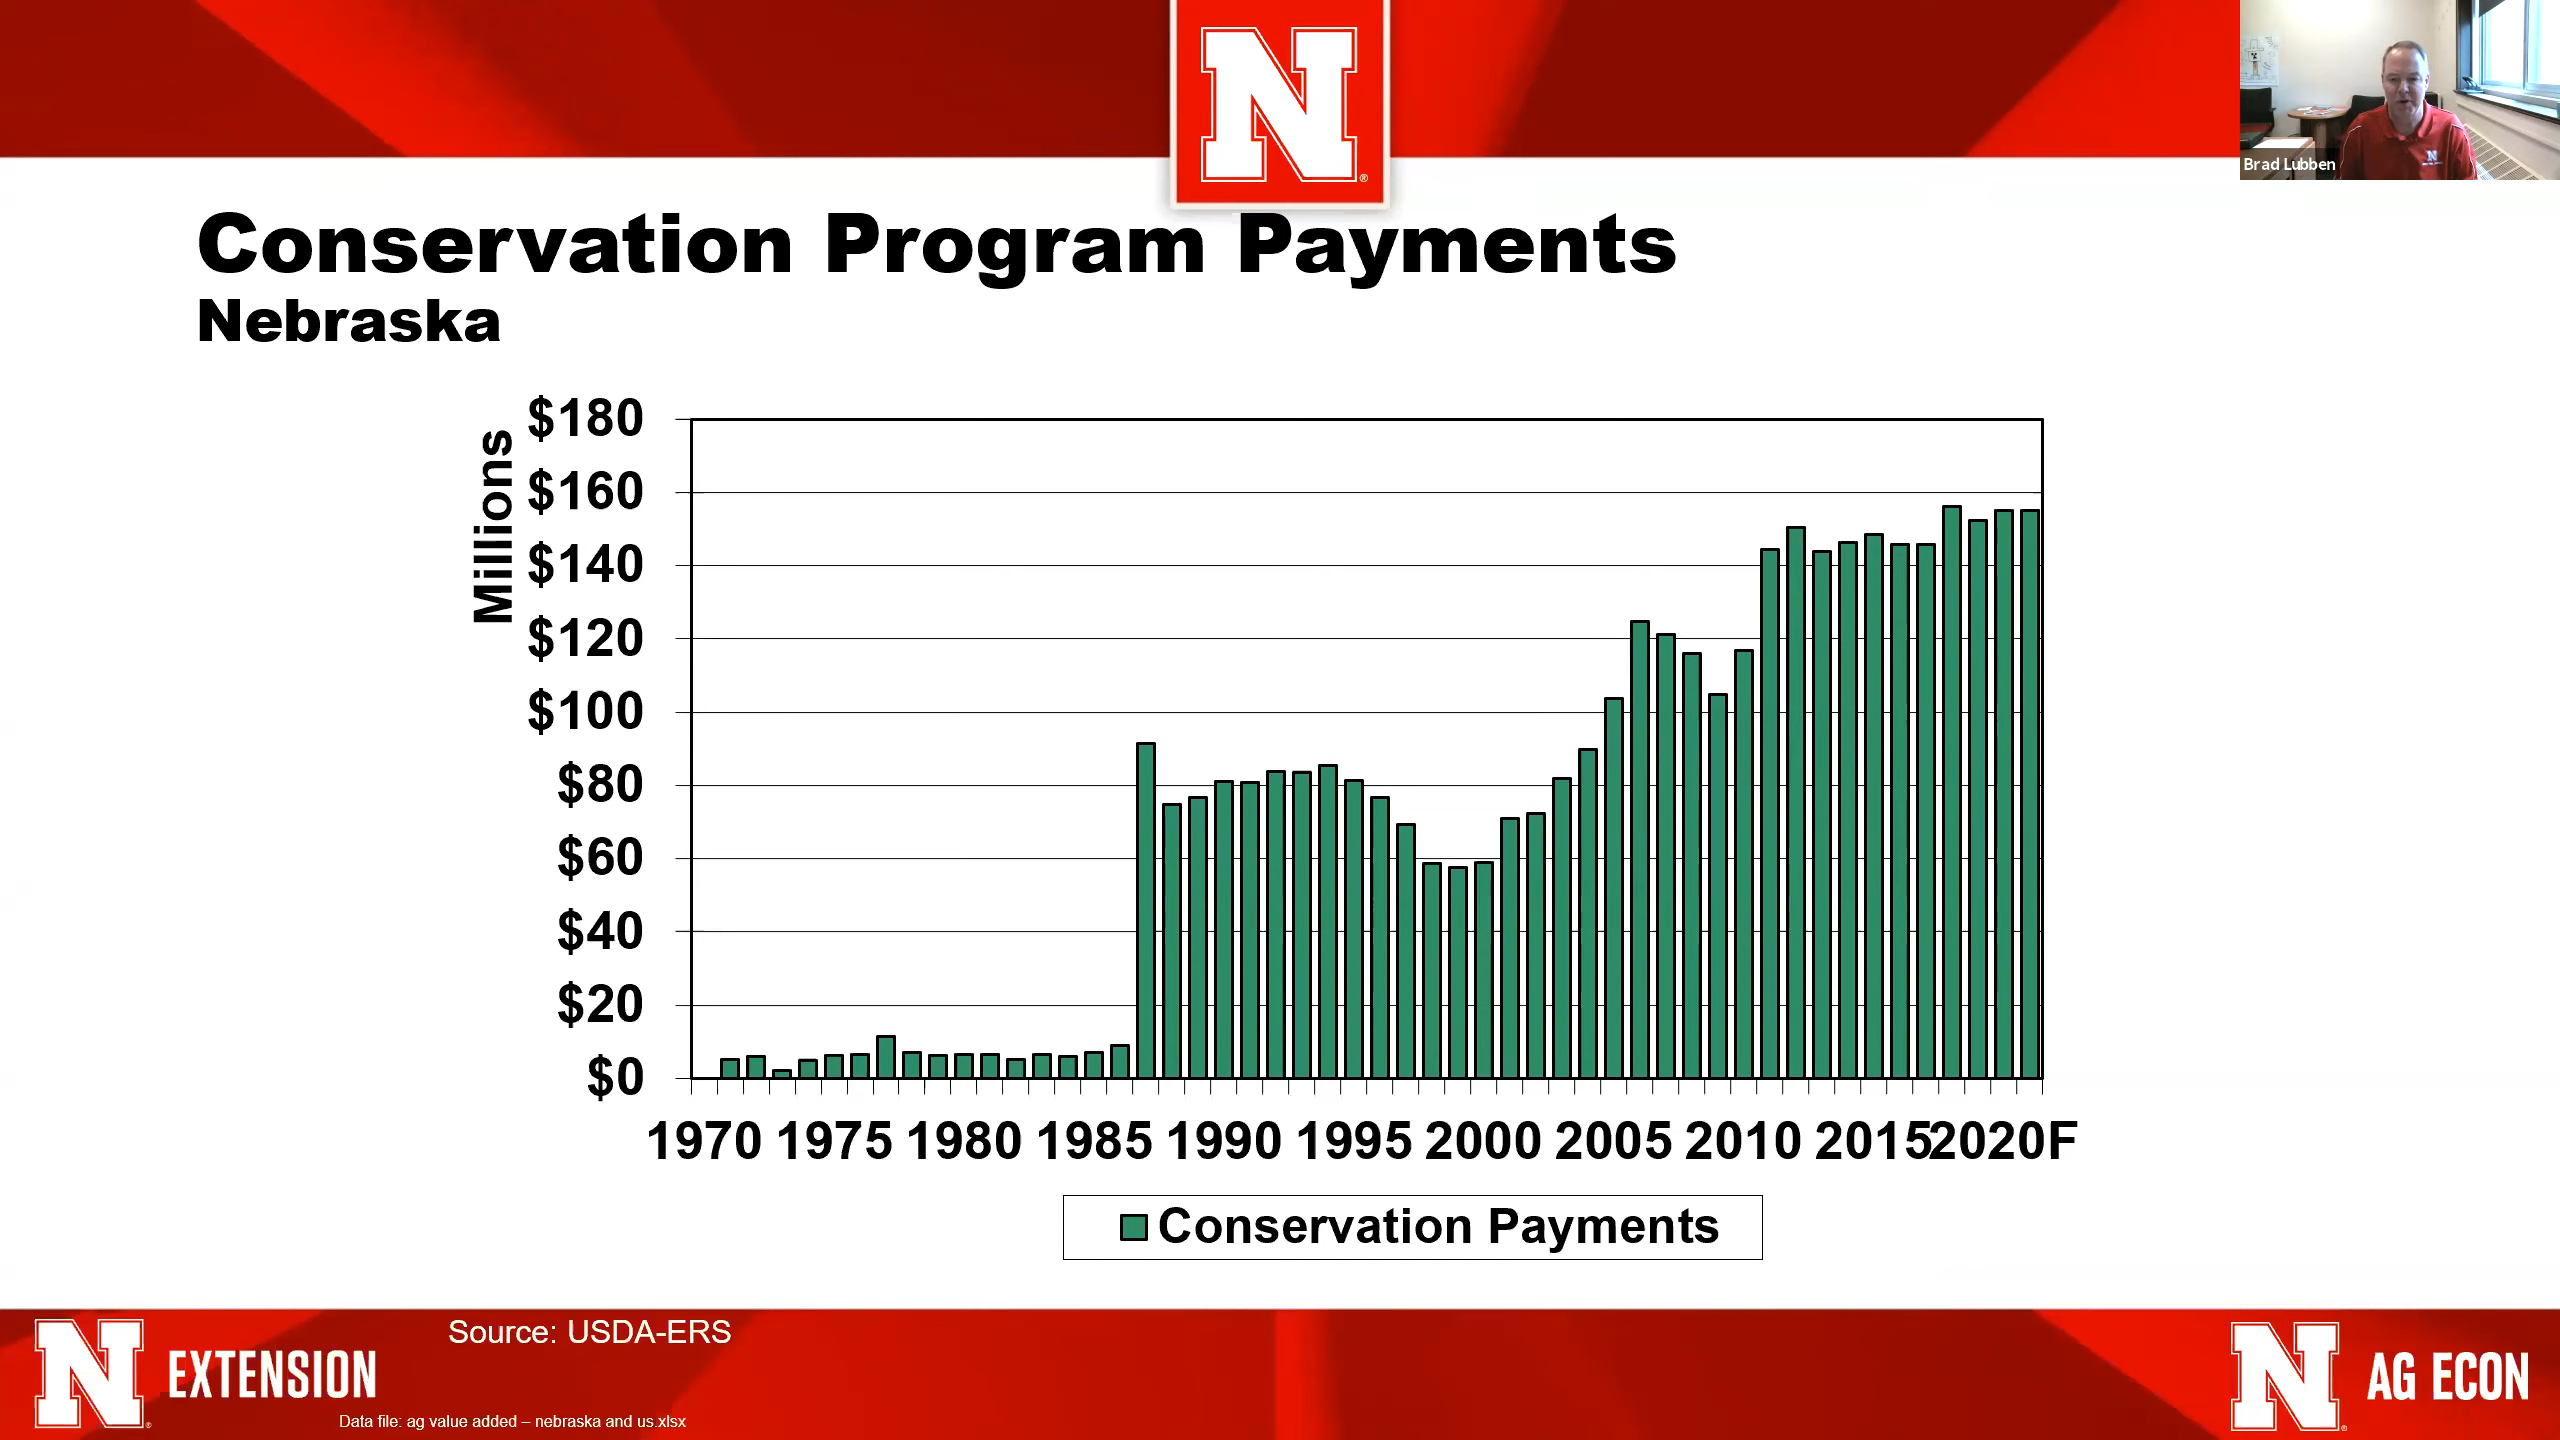 N
Brad Lubben
N
Conservation Program Payments
Nebraska
Millions
$180
$160
$140
$120
$100
$80
$60
$40
$20
$0
1970 1975 1980 1985 1990 1995 2000 2005 2010 2015 2020F
Conservation Payments
Source: USDA-ERS
N EXTENSION
Data file: ag value added – nebraska and us.xlsx
N AG ECON